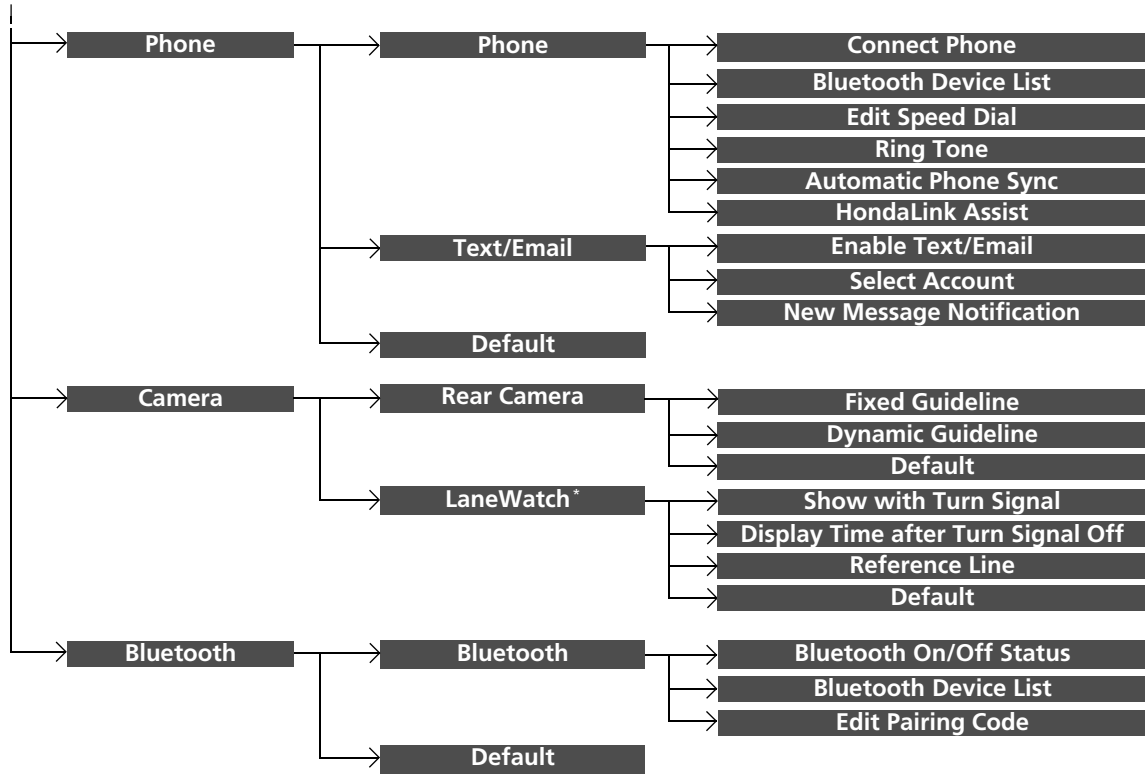 Phone
Phone
Connect Phone
Bluetooth Device List
Edit Speed Dial
Ring Tone
Automatic Phone Sync
HondaLink Assist
Text/Email
Enable Text/Email
Select Account
New Message Notification
Default
Camera
Rear Camera
Fixed Guideline
Dynamic Guideline
Default
LaneWatch*
Show with Turn Signal
Display Time after Turn Signal Off
Reference Line
Default
Bluetooth
Bluetooth
Bluetooth On/Off Status
Bluetooth Device List
Edit Pairing Code
Default